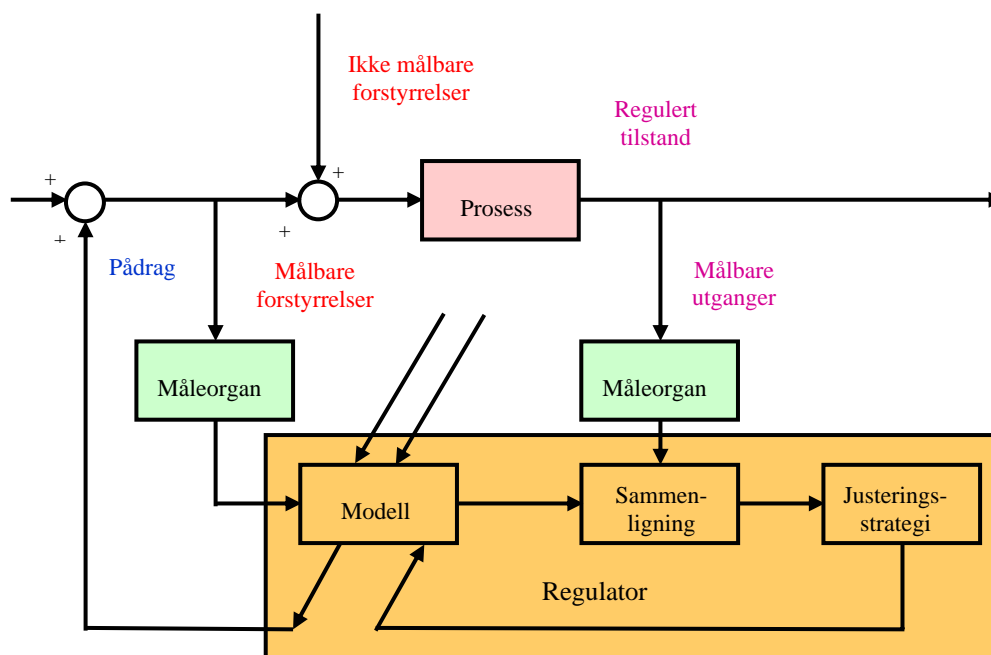 Ikke målbare
forstyrrelser
Regulert
tilstand
+
+
Prosess
+
+
Pådrag
Målbare
forstyrrelser
Målbare
utganger
Måleorgan
Måleorgan
Modell
Sammen-
ligning
Justerings-
strategi
Regulator